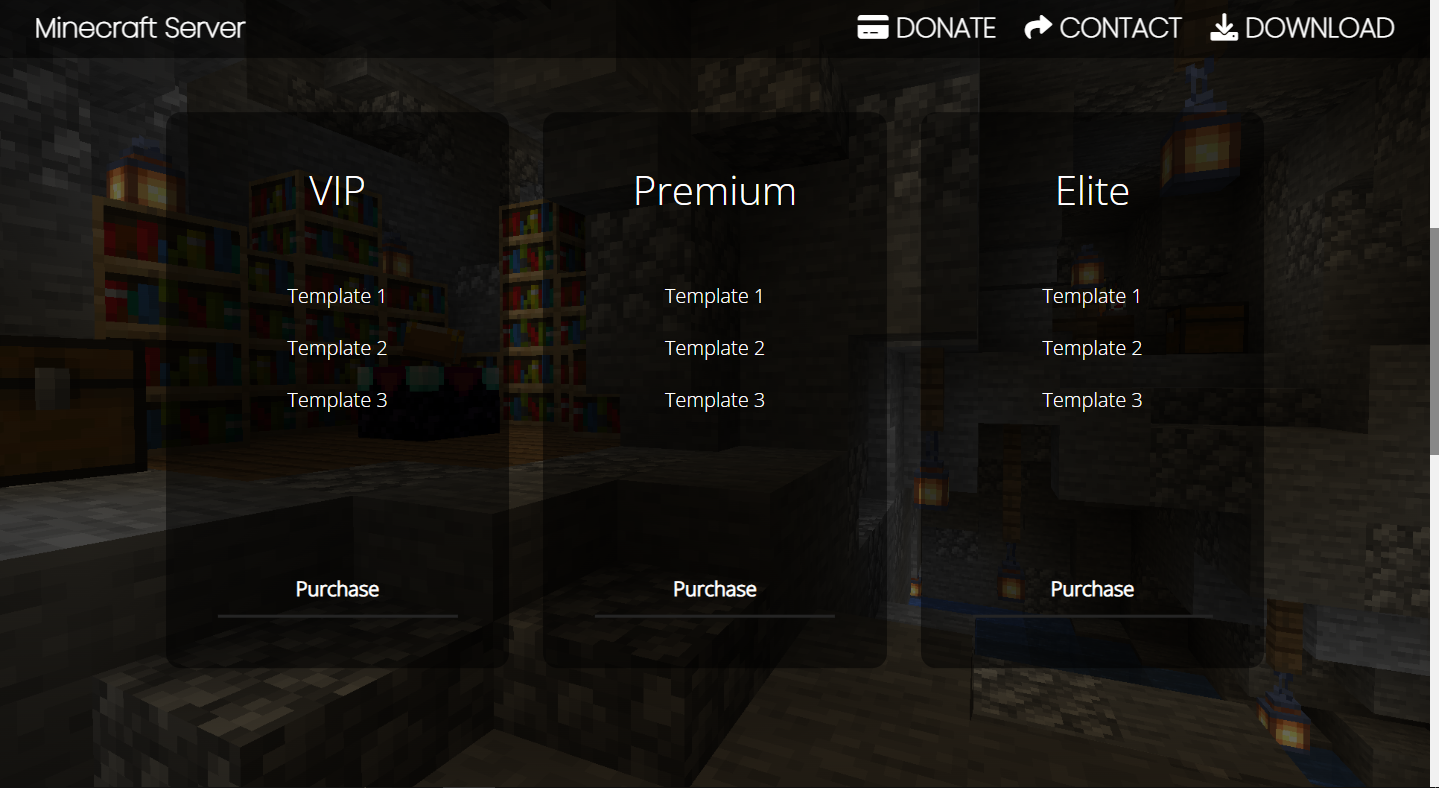 Minecraft Server DONATE CONTACT DOWNLOAD
VIP
Template 1
Template 2
Template 3
Purchase
Premium
Template 1
Template 2
Template 3
Purchase
Elite
Template 1
Template 2
Template 3
Purchase